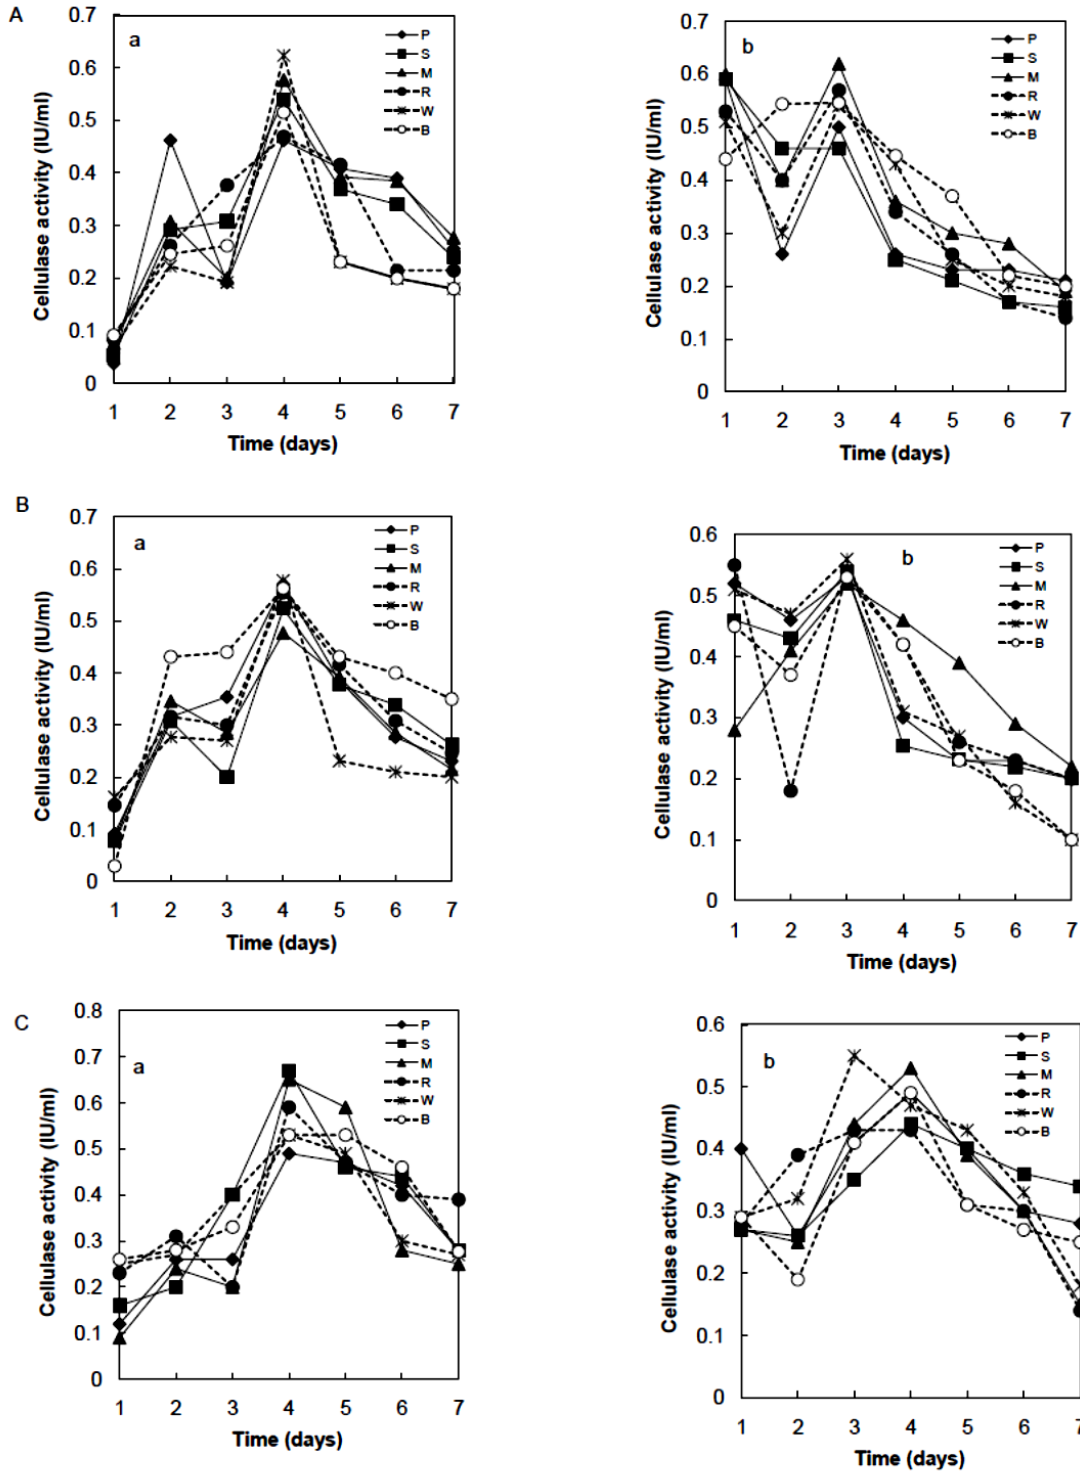 A
a
Cellulase activity (IU/ml)
0.7
0.6
0.5
0.4
0.3
0.2
0.1
0
1 2 3 4 5 6 7
Time (days)
P
S
M
R
W
B
b
Cellulase activity (IU/ml)
0.7
0.6
0.5
0.4
0.3
0.2
0.1
0
1 2 3 4 5 6 7
Time (days)
P
S
M
R
W
B
B
a
Cellulase activity (IU/ml)
0.7
0.6
0.5
0.4
0.3
0.2
0.1
0
1 2 3 4 5 6 7
Time (days)
P
S
M
R
W
B
b
Cellulase activity (IU/ml)
0.6
0.5
0.4
0.3
0.2
0.1
0
1 2 3 4 5 6 7
Time (days)
P
S
M
R
W
B
C
a
Cellulase activity (IU/ml)
0.8
0.7
0.6
0.5
0.4
0.3
0.2
0.1
0
1 2 3 4 5 6 7
Time (days)
P
S
M
R
W
B
b
Cellulase activity (IU/ml)
0.6
0.5
0.4
0.3
0.2
0.1
0
1 2 3 4 5 6 7
Time (days)
P
S
M
R
W
B